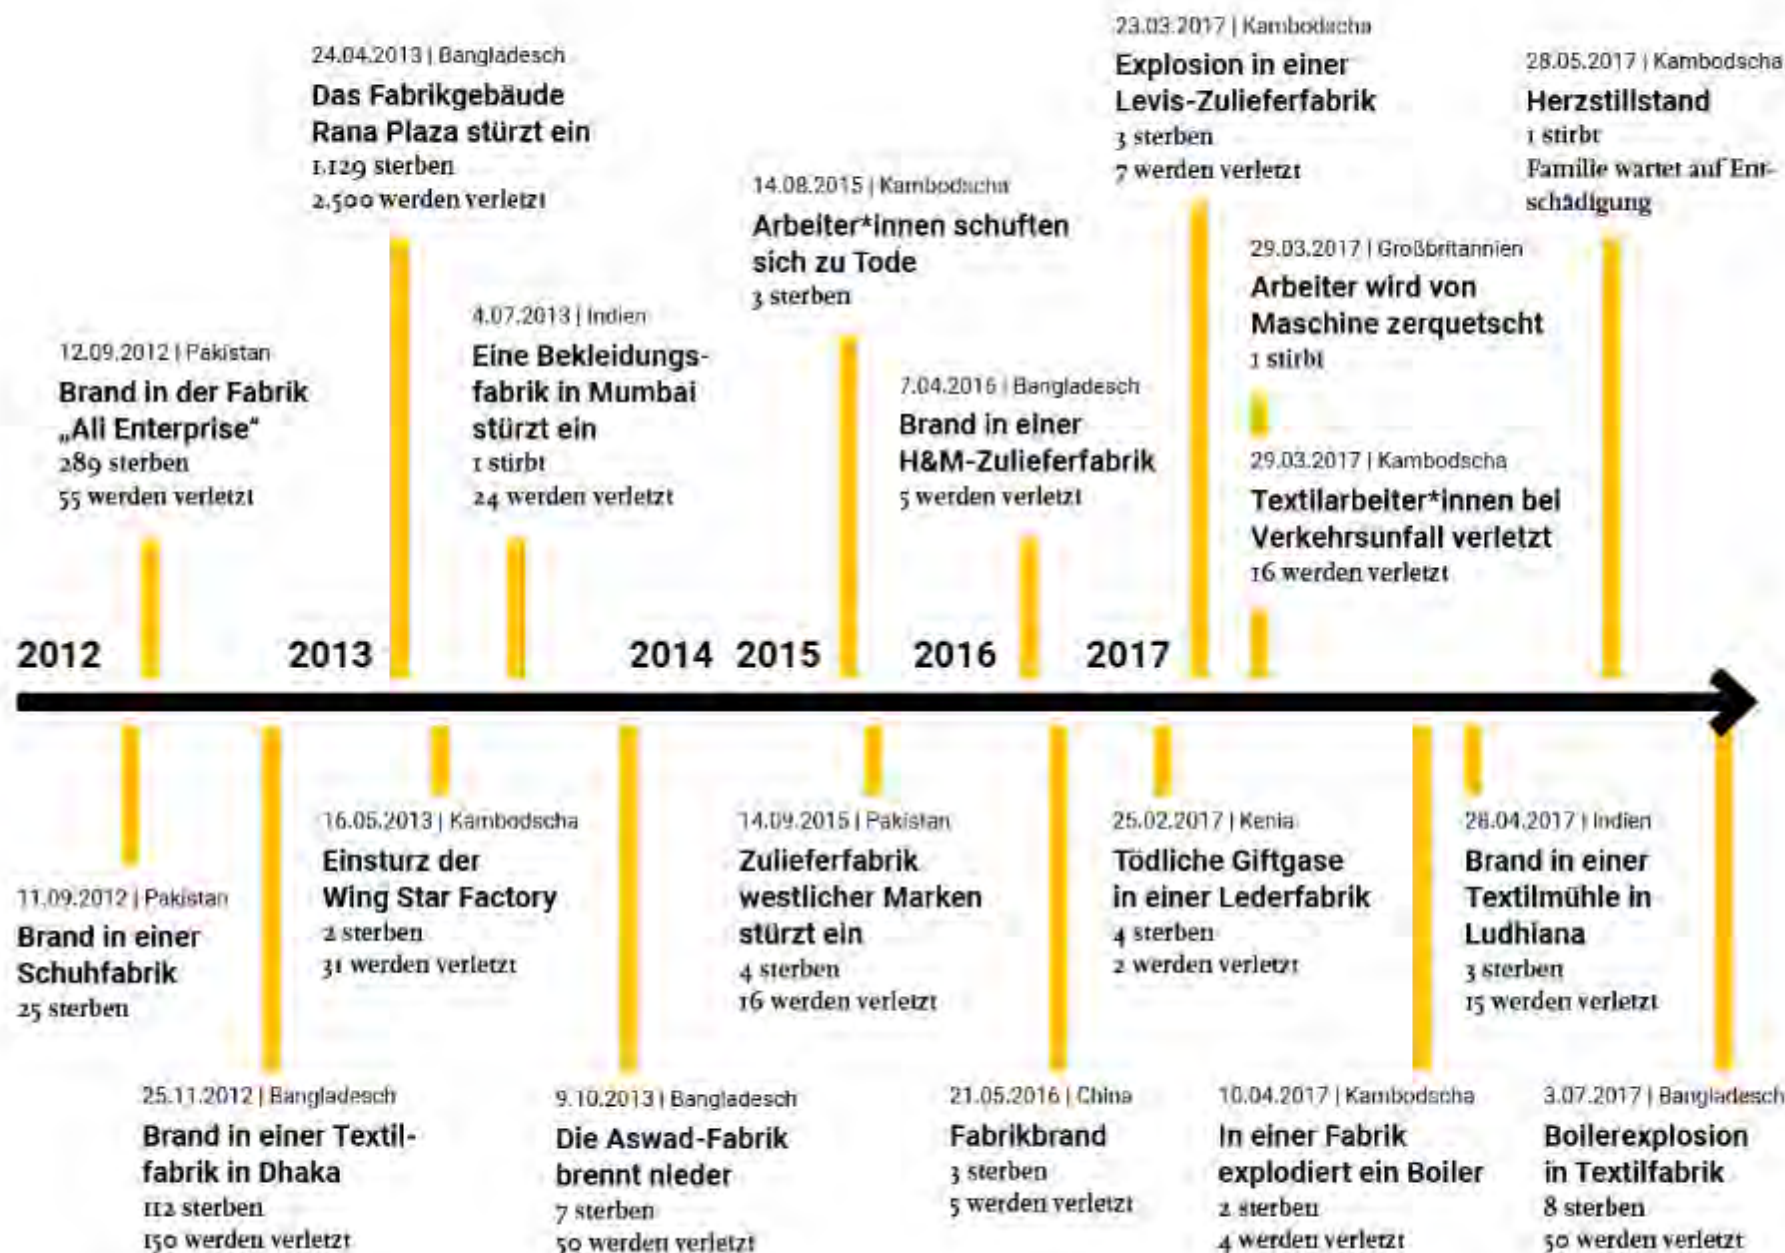 24.04.2013 | Bangladesch
Das Fabrikgebäude
Rana Plaza stürzt ein
1.129 sterben
2.500 werden verletzt
23.03.2017 | Kambodscha
Explosion in einer
Levis-Zulieferfabrik
3 sterben
7 werden verletzt
28.05.2017 | Kambodscha
Herzstillstand
1 stirbt
Familie wartet auf Ent-
schädigung
14.08.2015 | Kambodscha
Arbeiter*innen schuften
sich zu Tode
3 sterben
29.03.2017 | Großbritannien
Arbeiter wird von
Maschine zerquetscht
1 stirbt
12.09.2012 | Pakistan
Brand in der Fabrik
„Ali Enterprise“
289 sterben
55 werden verletzt
4.07.2013 | Indien
Eine Bekleidungs-
fabrik in Mumbai
stürzt ein
1 stirbt
24 werden verletzt
7.04.2016 | Bangladesch
Brand in einer
H&M-Zulieferfabrik
5 werden verletzt
29.03.2017 | Kambodscha
Textilarbeiter*innen bei
Verkehrsunfall verletzt
16 werden verletzt
2012 2013 2014 2015 2016 2017
11.09.2012 | Pakistan
Brand in einer
Schuhfabrik
25 sterben
16.05.2013 | Kambodscha
Einsturz der
Wing Star Factory
2 sterben
31 werden verletzt
14.09.2015 | Pakistan
Zulieferfabrik
westlicher Marken
stürzt ein
4 sterben
16 werden verletzt
25.02.2017 | Kenia
Tödliche Giftgase
in einer Lederfabrik
4 sterben
2 werden verletzt
28.04.2017 | Indien
Brand in einer
Textilmühle in
Ludhiana
3 sterben
15 werden verletzt
25.11.2012 | Bangladesch
Brand in einer Textil-
fabrik in Dhaka
112 sterben
150 werden verletzt
9.10.2013 | Bangladesch
Die Aswad-Fabrik
brennt nieder
7 sterben
50 werden verletzt
21.05.2016 | China
Fabrikbrand
3 sterben
5 werden verletzt
10.04.2017 | Kambodscha
In einer Fabrik
explodiert ein Boiler
2 sterben
4 werden verletzt
3.07.2017 | Bangladesch
Boilerexplosion
in Textilfabrik
8 sterben
50 werden verletzt